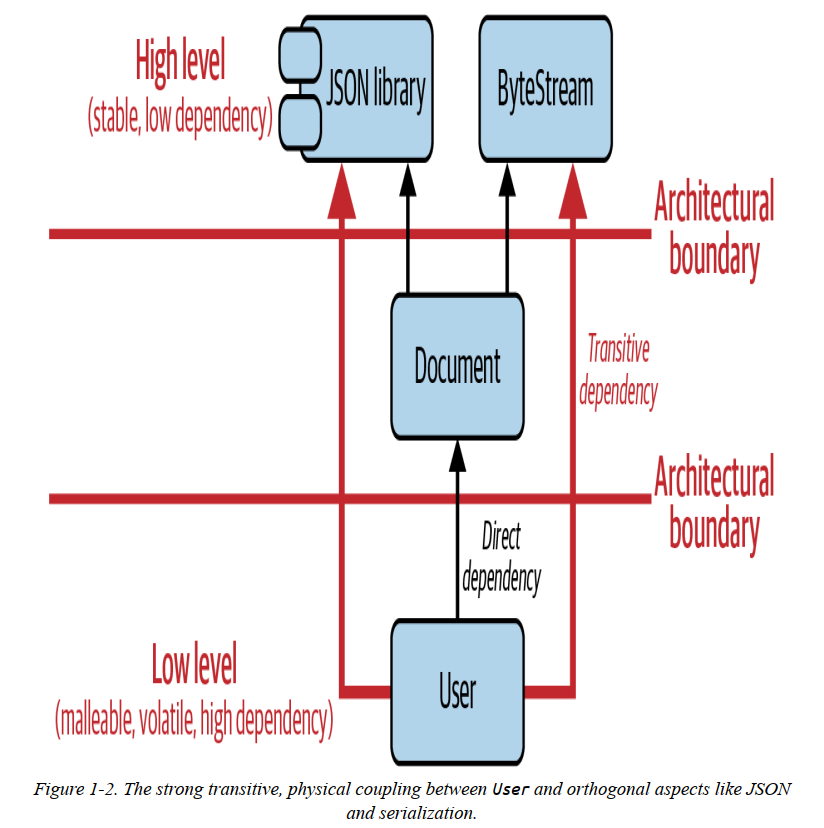 High level
(stable, low dependency)
JSON library
ByteStream
Architectural
boundary
Document
Transitive
dependency
Architectural
boundary
Direct
dependency
Low level
(malleable, volatile, high dependency)
User
Figure 1-2. The strong transitive, physical coupling between User and orthogonal aspects like JSON
and serialization.